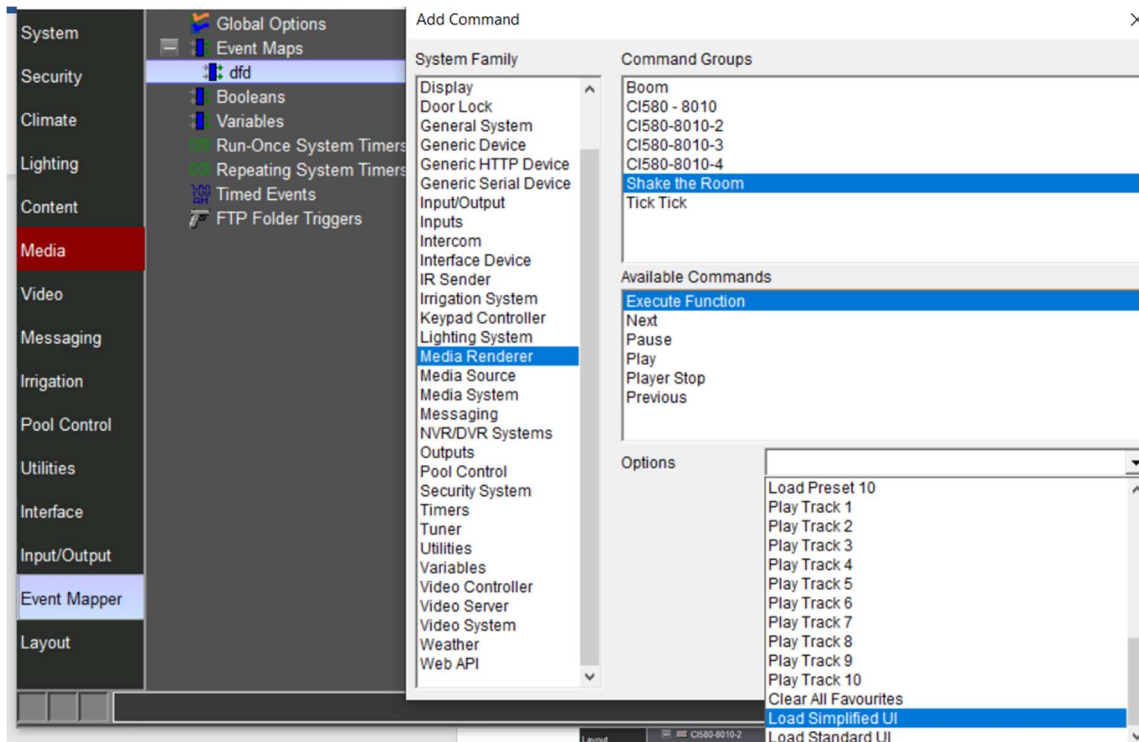 System
Security
Climate
Lighting
Content
Media
Video
Messaging
Irrigation
Pool Control
Utilities
Interface
Input/Output
Event Mapper
Layout
Global Options
Event Maps
dfd
Booleans
Variables
Run-Once System Timers
Repeating System Timers
Timed Events
FTP Folder Triggers
Add Command
System Family
Display
Door Lock
General System
Generic Device
Generic HTTP Device
Generic Serial Device
Input/Output
Inputs
Intercom
Interface Device
IR Sender
Irrigation System
Keypad Controller
Lighting System
Media Renderer
Media Source
Media System
Messaging
NVR/DVR Systems
Outputs
Pool Control
Security System
Timers
Tuner
Utilities
Variables
Video Controller
Video Server
Video System
Weather
Web API
Command Groups
Boom
CI580 - 8010
CI580-8010-2
CI580-8010-3
CI580-8010-4
Shake the Room
Tick Tick
Available Commands
Execute Function
Next
Pause
Play
Player Stop
Previous
Options
Load Preset 10
Play Track 1
Play Track 2
Play Track 3
Play Track 4
Play Track 5
Play Track 6
Play Track 7
Play Track 8
Play Track 9
Play Track 10
Clear All Favourites
Load Simplified UI
Load Standard UI
Layout
CI580-8010-2